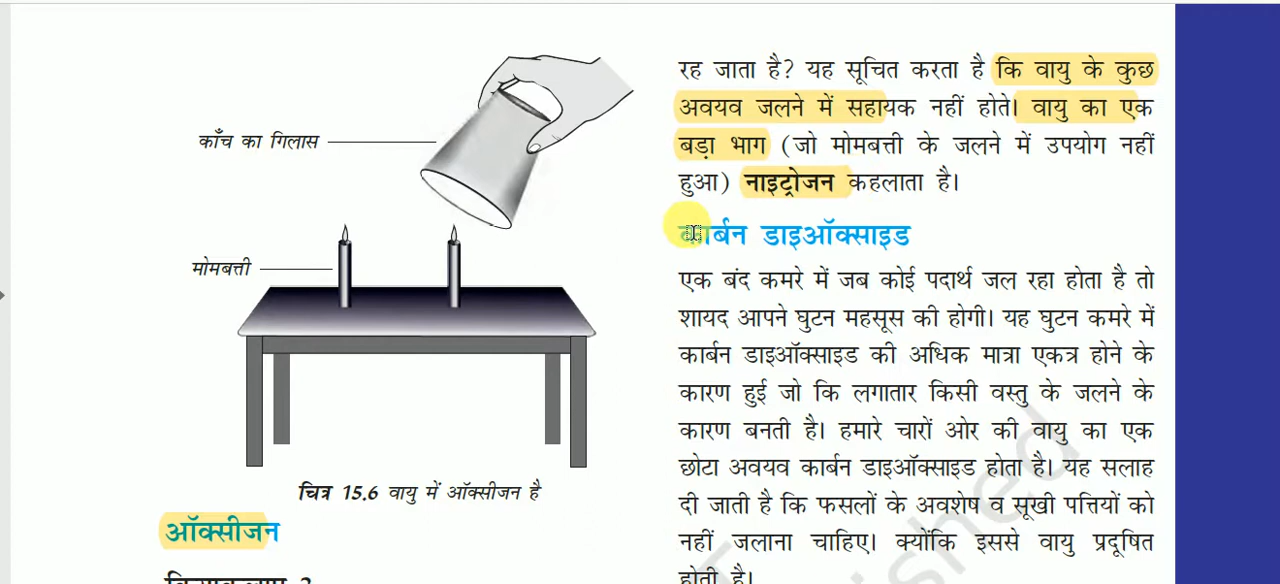 काँच का गिलास
मोमबत्ती
चित्र 15.6 वायु में ऑक्सीजन है
ऑक्सीजन
रह जाता है? यह सूचित करता है कि वायु के कुछ
अवयव जलने में सहायक नहीं होते। वायु का एक
बड़ा भाग (जो मोमबत्ती के जलने में उपयोग नहीं
हुआ) नाइट्रोजन कहलाता है।
कार्बन डाइऑक्साइड
एक बंद कमरे में जब कोई पदार्थ जल रहा होता है तो
शायद आपने घुटन महसूस की होगी। यह घुटन कमरे में
कार्बन डाइऑक्साइड की अधिक मात्रा एकत्र होने के
कारण हुई जो कि लगातार किसी वस्तु के जलने के
कारण बनती है। हमारे चारों ओर की वायु का एक
छोटा अवयव कार्बन डाइऑक्साइड होता है। यह सलाह
दी जाती है कि फसलों के अवशेष व सूखी पत्तियों को
नहीं जलाना चाहिए। क्योंकि इससे वायु प्रदूषित
होती है।